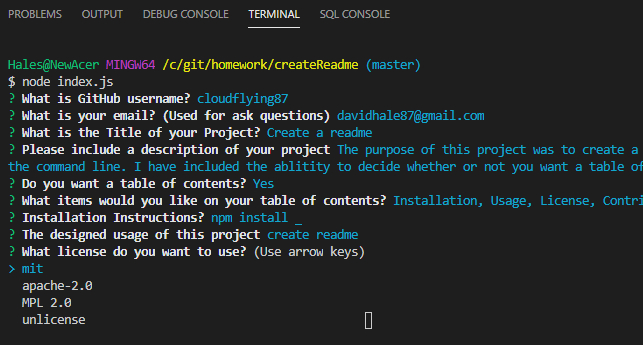 PROBLEMS OUTPUT DEBUG CONSOLE TERMINAL SQL CONSOLE
Hales@NewAcer MINGW64 /c/git/homework/createReadme (master)
$ node index.js
? What is GitHub username? cloudflying87
? What is your email? (Used for ask questions) davidhale87@gmail.com
? What is the Title of your Project? Create a readme
? Please include a description of your project The purpose of this project was to create a
the command line. I have included the ablitity to decide whether or not you want a table of
? Do you want a table of contents? Yes
? What items would you like on your table of contents? Installation, Usage, License, Contri
? Installation Instructions? npm install _
? The designed usage of this project create readme
? What license do you want to use? (Use arrow keys)
> mit
apache-2.0
MPL 2.0
unlicense